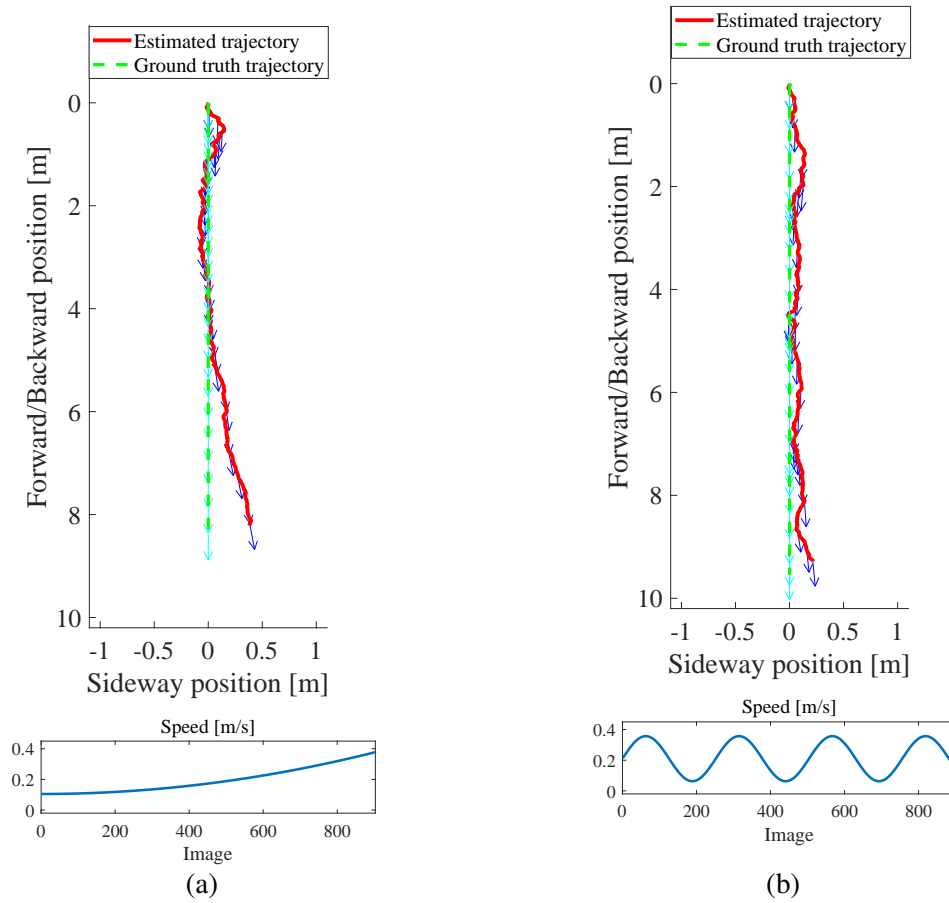 Estimated trajectory
Ground truth trajectory
0
2
4
6
8
10
Forward/Backward position [m]
-1 -0.5 0 0.5 1
Sideway position [m]
Speed [m/s]
0.4
0.2
0
0 200 400 600 800
Image
(a)
Estimated trajectory
Ground truth trajectory
0
2
4
6
8
10
Forward/Backward position [m]
-1 -0.5 0 0.5 1
Sideway position [m]
Speed [m/s]
0.4
0.2
0
0 200 400 600 800
Image
(b)